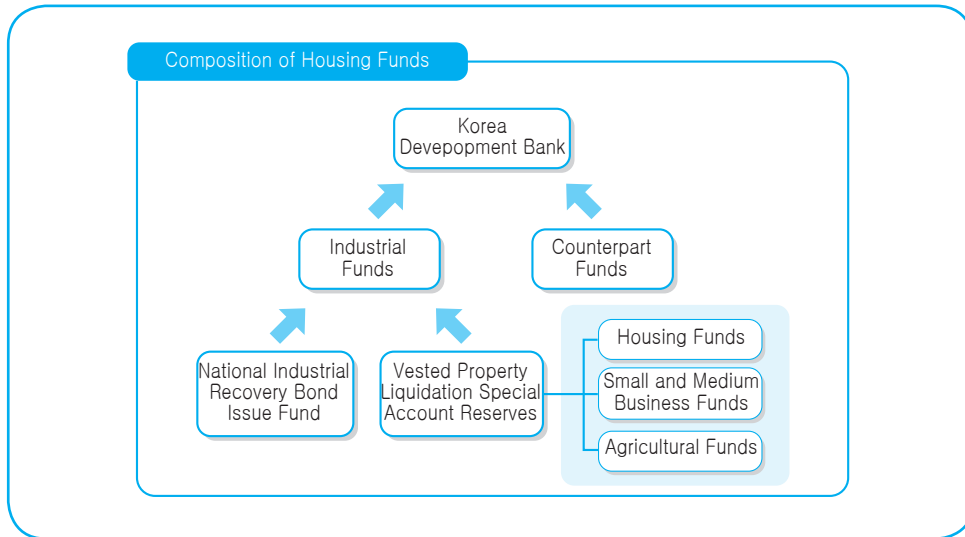 Composition of Housing Funds
Korea
Devepopment Bank
Industrial
Funds
Counterpart
Funds
National Industrial
Recovery Bond
Issue Fund
Vested Property
Liquidation Special
Account Reserves
Housing Funds
Small and Medium
Business Funds
Agricultural Funds